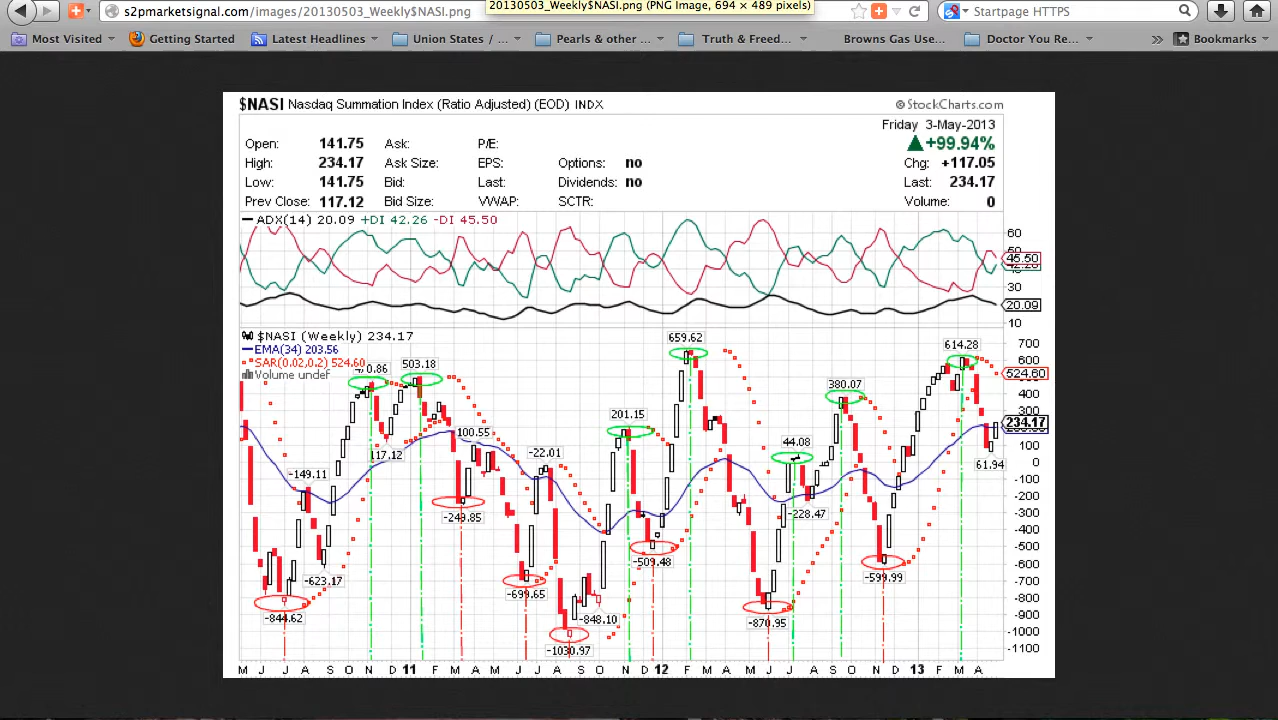 20130503_Weekly$NASI.png (PNG Image, 694 × 489 pixels)
s2pmarketsignal.com/images/20130503_Weekly$NASI.png
Startpage HTTPS
Most Visited Getting Started Latest Headlines Union States / ... Pearls & other ... Truth & Freed... Browns Gas Use... Doctor You Re... » Bookmarks
$NASI Nasdaq Summation Index (Ratio Adjusted) (EOD) INDX © StockCharts.com
Friday 3-May-2013
Open: 141.75 Ask: P/E: +99.94%
High: 234.17 Ask Size: EPS: Options: no Chg: +117.05
Low: 141.75 Bid: Last: Dividends: no Last: 234.17
Prev Close: 117.12 Bid Size: VWAP: SCTR: Volume: 0
ADX(14) 20.09 +DI 42.26 -DI 45.50
60
50
45.50
30
20.09
10
$NASI (Weekly) 234.17
EMA(34) 203.56
SAR(0.02,0.2) 524.60
Volume undef
659.62
614.28
503.18
380.07
201.15
100.55
117.12
44.08
-22.01
61.94
-149.11
-249.85
-228.47
-509.48
-623.17
-599.99
-699.65
-844.62
-848.10
-870.95
-1030.97
700
600
524.60
400
300
234.17
100
0
-100
-200
-300
-400
-500
-600
-700
-800
-900
-1000
-1100
M J J A S O N D 11 F M A M J J A S O N D 12 F M A M J J A S O N D 13 F M A